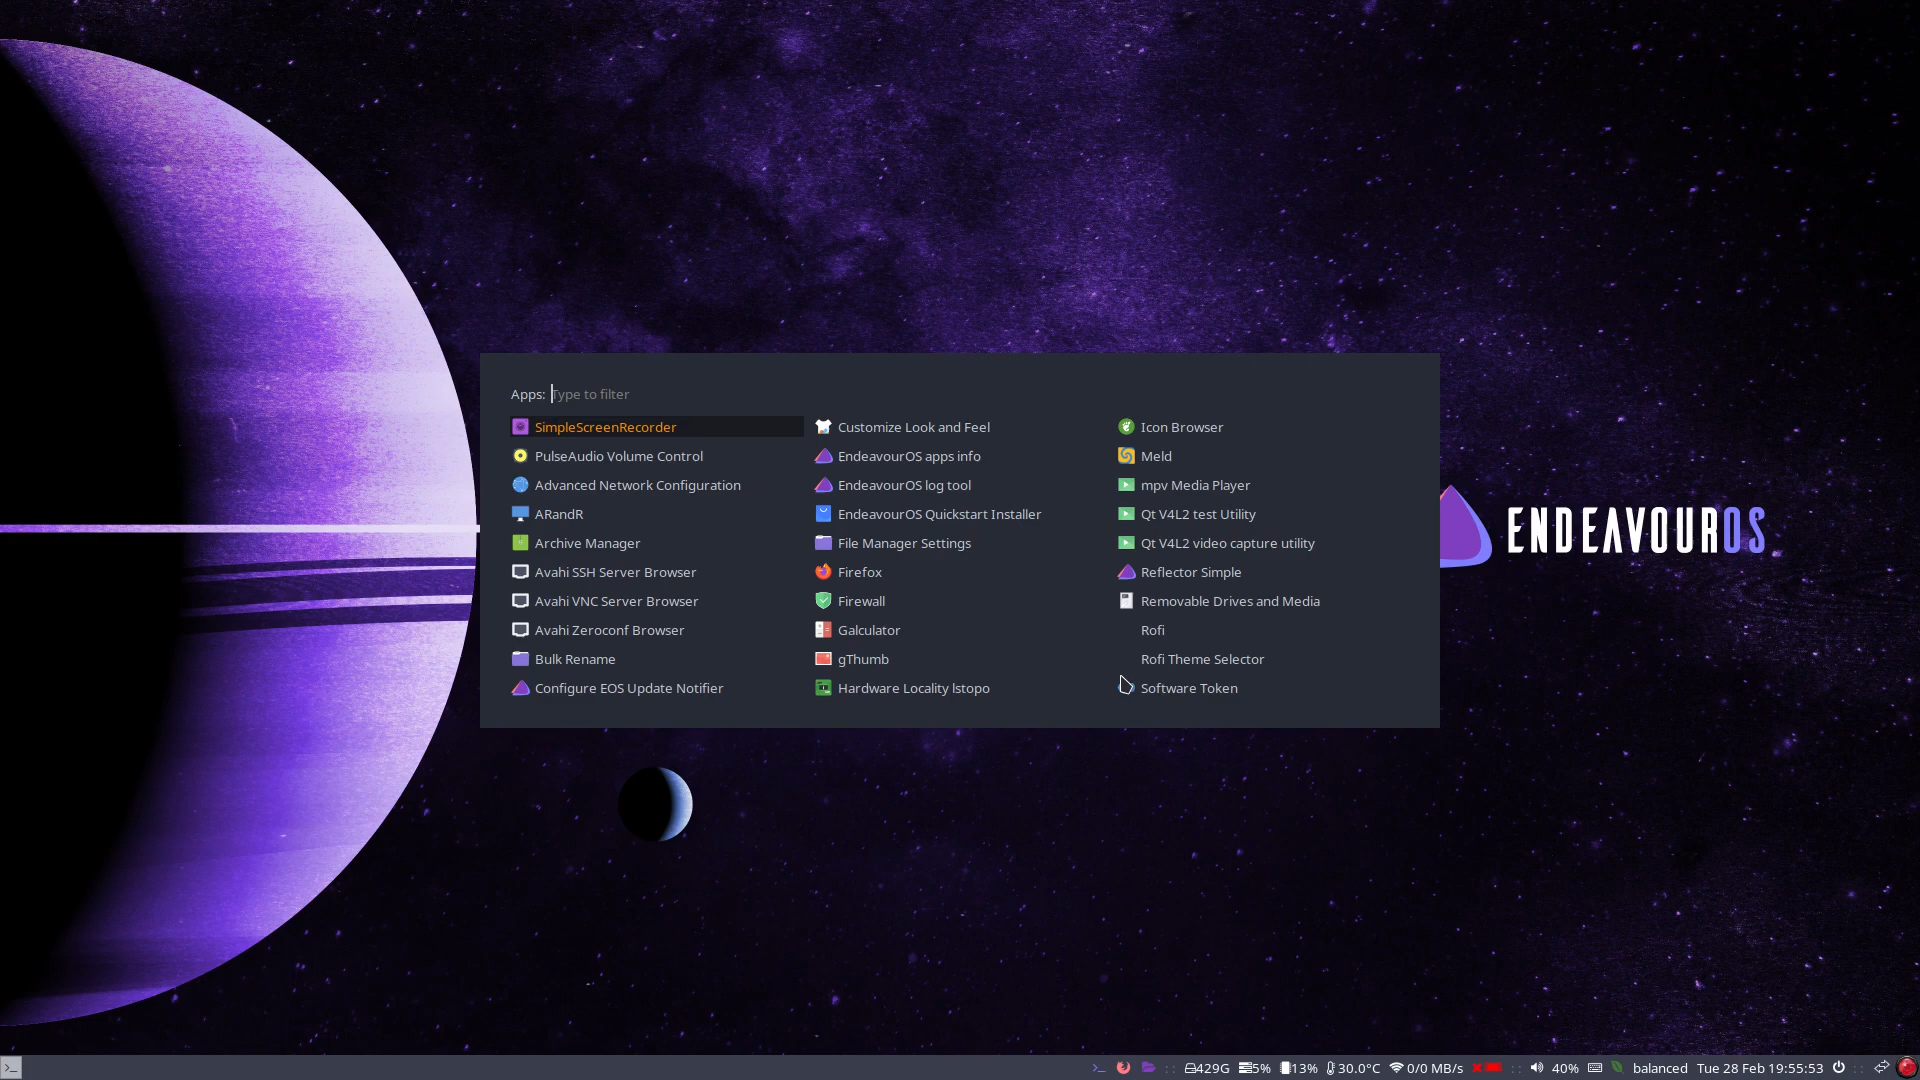 Apps: Type to filter
SimpleScreenRecorder
PulseAudio Volume Control
Advanced Network Configuration
ARandR
Archive Manager
Avahi SSH Server Browser
Avahi VNC Server Browser
Avahi Zeroconf Browser
Bulk Rename
Configure EOS Update Notifier
Customize Look and Feel
EndeavourOS apps info
EndeavourOS log tool
EndeavourOS Quickstart Installer
File Manager Settings
Firefox
Firewall
Galculator
gThumb
Hardware Locality lstopo
Icon Browser
Meld
mpv Media Player
Qt V4L2 test Utility
Qt V4L2 video capture utility
Reflector Simple
Removable Drives and Media
Rofi
Rofi Theme Selector
Software Token
ENDEAVOUROS
429G 5% 13% 30.0°C 0/0 MB/s 40% balanced Tue 28 Feb 19:55:53